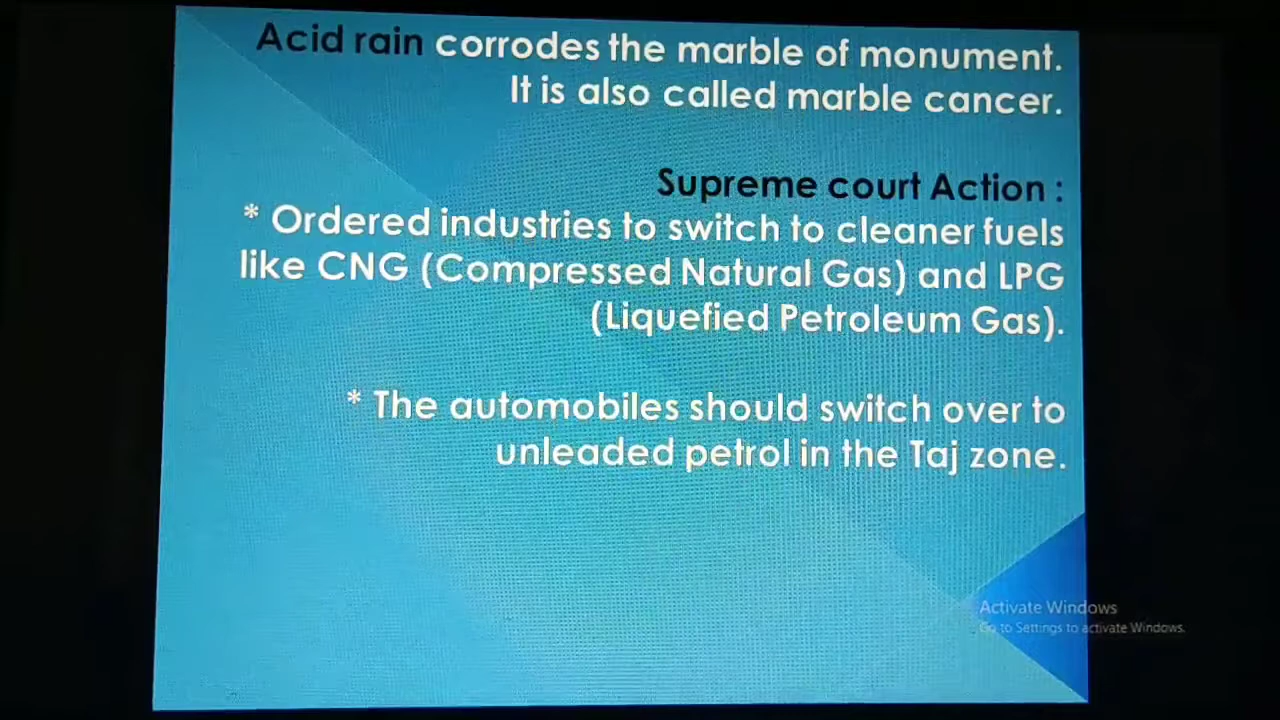 Acid rain corrodes the marble of monument.
It is also called marble cancer.
Supreme court Action :
* Ordered industries to switch to cleaner fuels
like CNG (Compressed Natural Gas) and LPG
(Liquefied Petroleum Gas).
* The automobiles should switch over to
unleaded petrol in the Taj zone.
Activate Windows
Go to Settings to activate Windows.